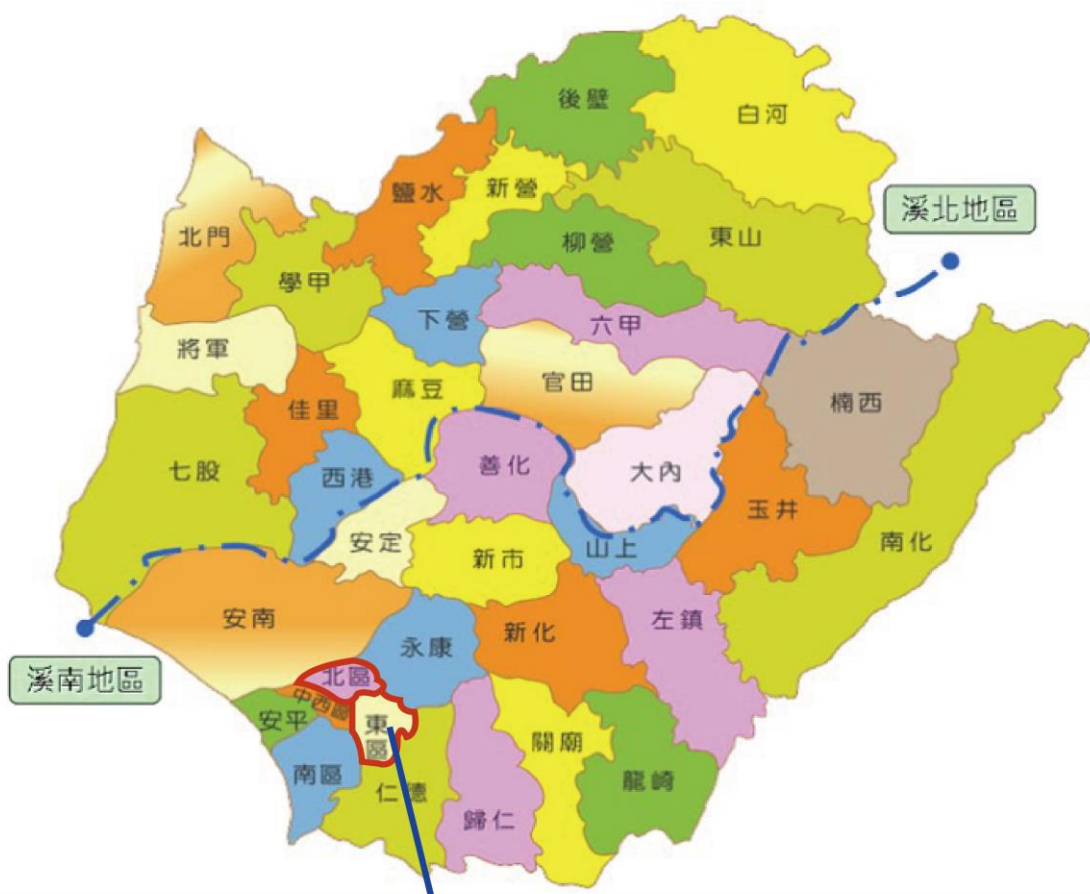 後壁
白河
鹽水
新營
溪北地區
北門
柳營
東山
學甲
下營
六甲
將軍
官田
麻豆
楠西
佳里
七股
西港
善化
大內
玉井
安定
新市
山上
南化
安南
新化
左鎮
永康
溪南地區
北區
中西區
安平
東區
關廟
南區
仁德
龍崎
歸仁